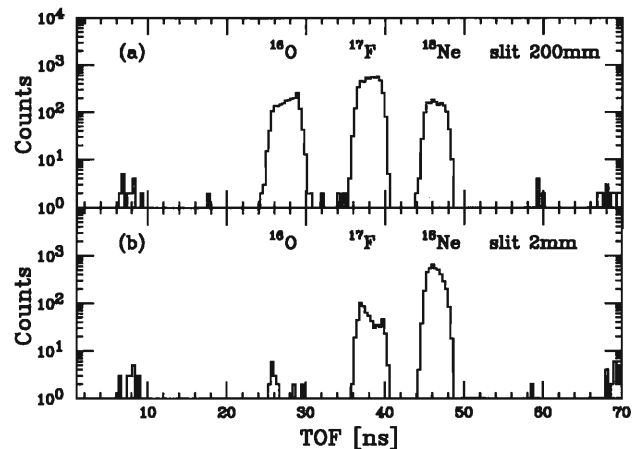 10⁴
(a) ¹⁶O ¹⁷F ¹⁸Ne slit 200mm
10³
10²
10¹
10⁰
Counts
(b) ¹⁶O ¹⁷F ¹⁸Ne slit 2mm
10³
10²
10¹
10⁰
Counts
10 20 30 40 50 60 70
TOF [ns]